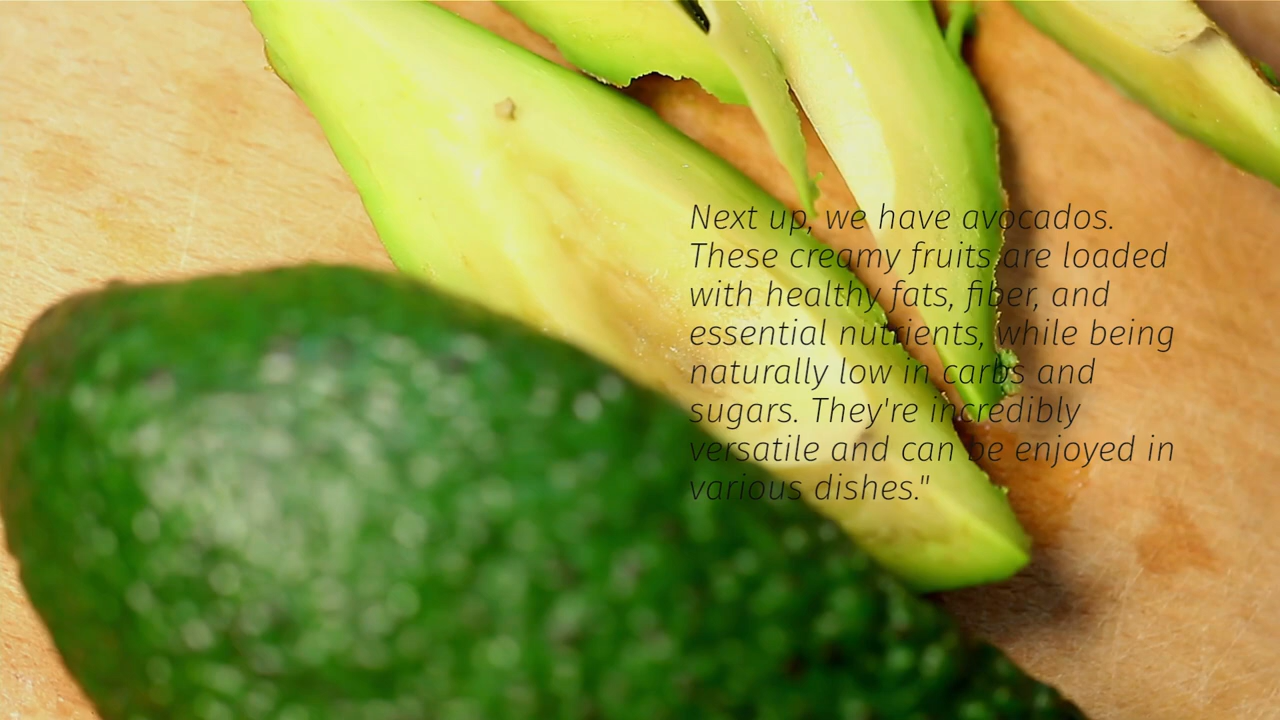 Next up, we have avocados.
These creamy fruits are loaded
with healthy fats, fiber, and
essential nutrients, while being
naturally low in carbs and
sugars. They're incredibly
versatile and can be enjoyed in
various dishes."